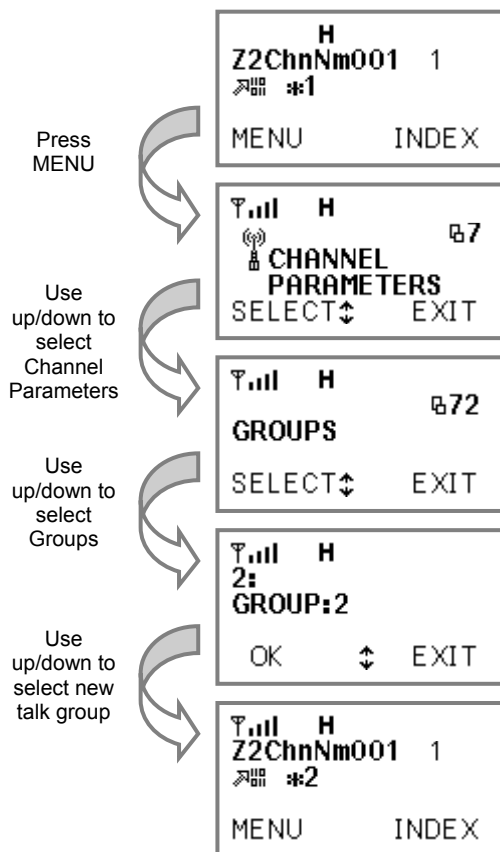 H
Z2ChnNm001 1
*1
MENU INDEX
Press
MENU
H
7
CHANNEL
PARAMETERS
SELECT EXIT
Use
up/down to
select
Channel
Parameters
H
72
GROUPS
SELECT EXIT
Use
up/down to
select
Groups
H
2:
GROUP:2
OK EXIT
Use
up/down to
select new
talk group
H
Z2ChnNm001 1
*2
MENU INDEX